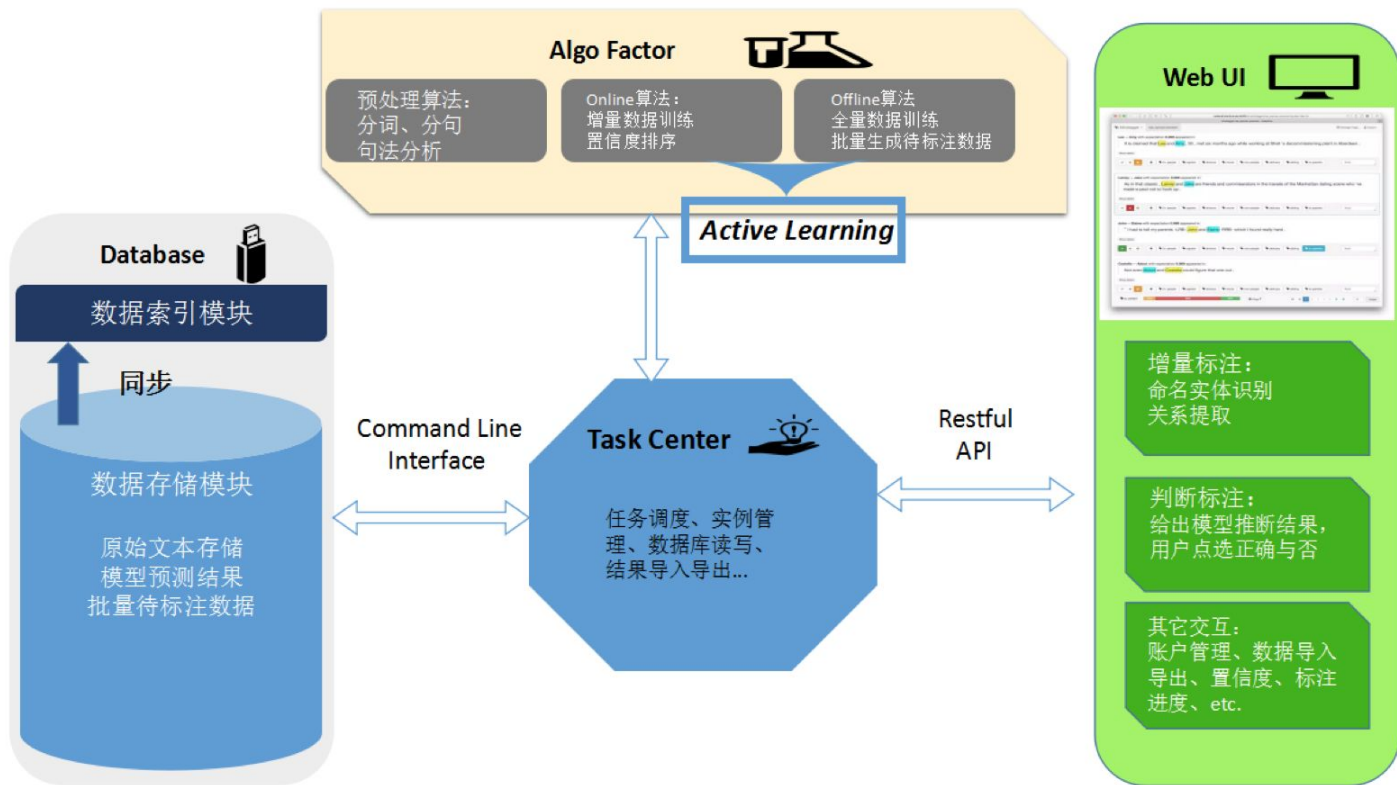 Algo Factor
预处理算法:
分词、分句
句法分析
Online算法:
增量数据训练
置信度排序
Offline算法
全量数据训练
批量生成待标注数据
Active Learning
Database
数据索引模块
同步
数据存储模块
原始文本存储
模型预测结果
批量待标注数据
Command Line
Interface
Task Center
任务调度、实例管
理、数据库读写、
结果导入导出...
Restful
API
Web UI
增量标注:
命名实体识别
关系提取
判断标注:
给出模型推断结果,
用户点选正确与否
其它交互:
账户管理、数据导入
导出、置信度、标注
进度、etc.